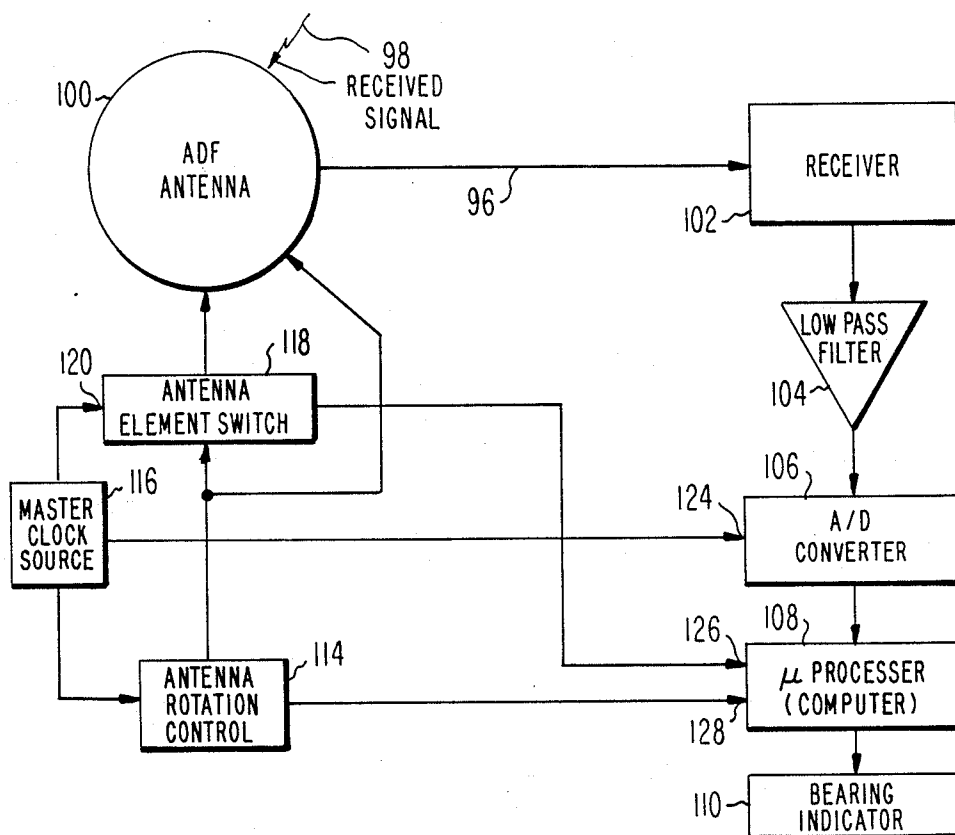 98
RECEIVED
SIGNAL
100
ADF
ANTENNA
96
RECEIVER
102
LOW PASS
FILTER
104
118
120
ANTENNA
ELEMENT SWITCH
116
MASTER
CLOCK
SOURCE
106
124
A/D
CONVERTER
108
126
μ PROCESSER
(COMPUTER)
128
114
ANTENNA
ROTATION
CONTROL
110
BEARING
INDICATOR